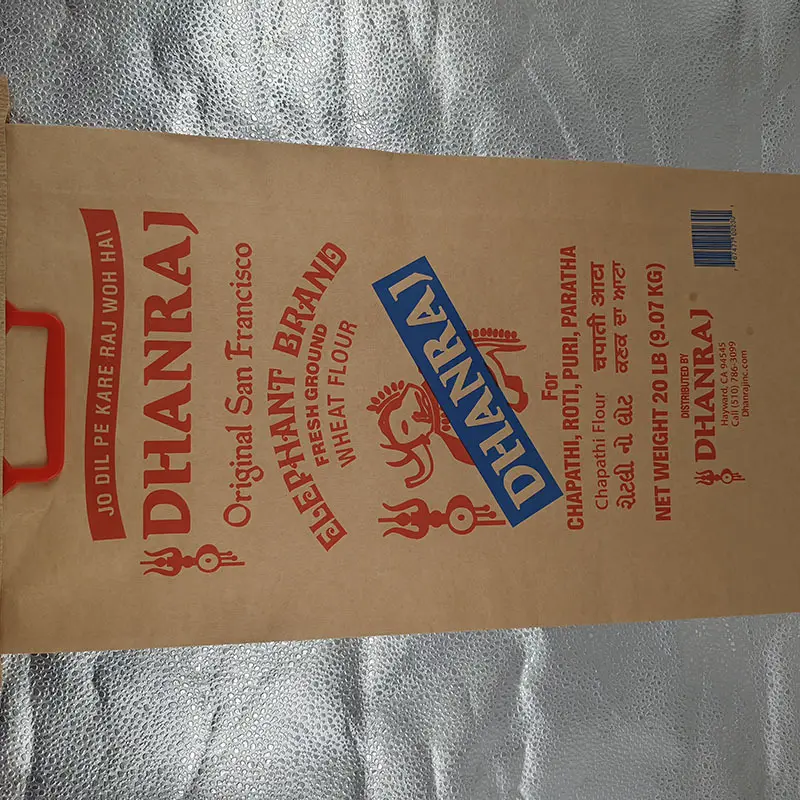 JO DIL PE KARE RAJ WOH HAI
DHANRAJ
Original San Francisco
ELEPHANT BRAND
FRESH GROUND
WHEAT FLOUR
DHANRAJ
For
CHAPATHI, ROTI, PURI, PARATHA
Chapathi Flour चपाती आटा
રોટલી નો લોટ ਕਣਕ ਦਾ ਆਟਾ
NET WEIGHT 20 LB (9.07 KG)
DISTRIBUTED BY
DHANRAJ
Hayward, CA 94545
Call (510) 786-3099
Dhanrajinc.com